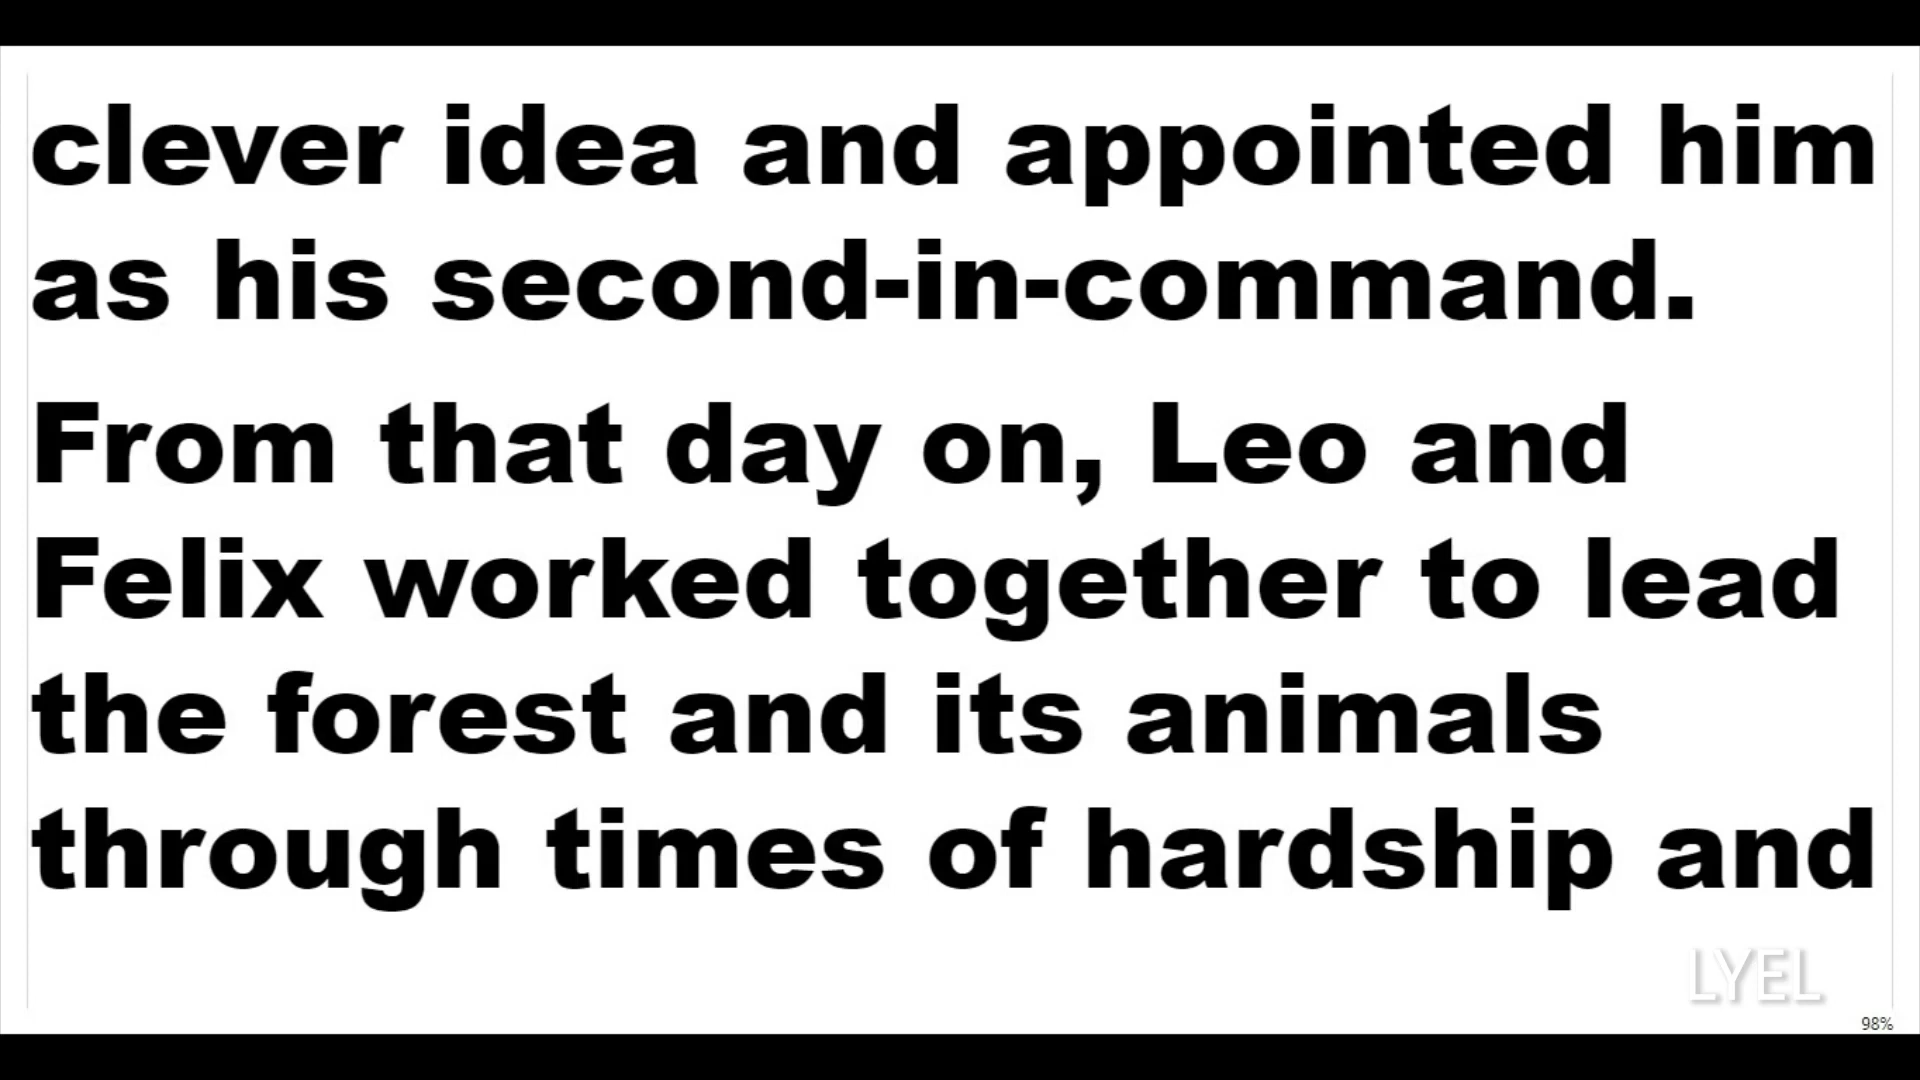 clever idea and appointed him
as his second-in-command.
From that day on, Leo and
Felix worked together to lead
the forest and its animals
through times of hardship and
LYEL
98%